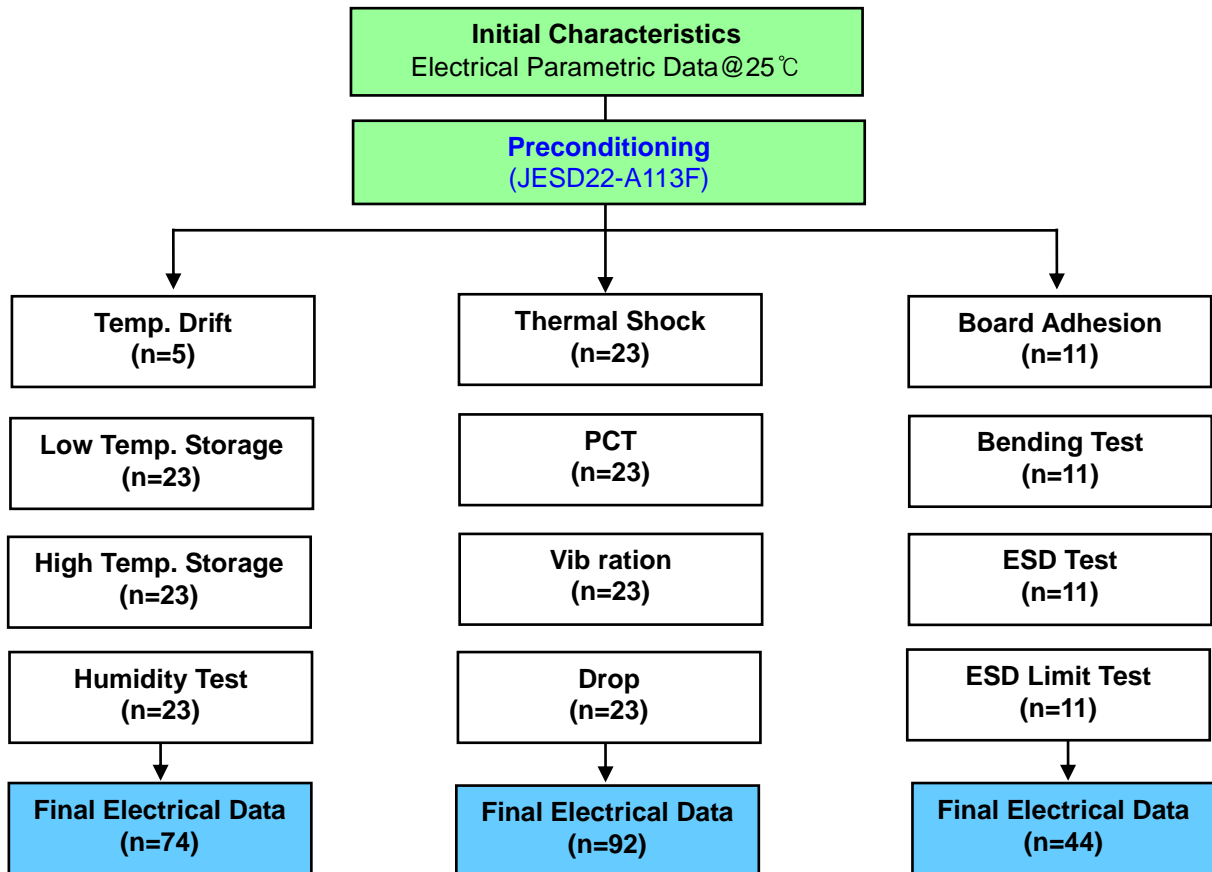 Initial Characteristics
Electrical Parametric Data@25℃
Preconditioning
(JESD22-A113F)
Temp. Drift
(n=5)
Low Temp. Storage
(n=23)
High Temp. Storage
(n=23)
Humidity Test
(n=23)
Final Electrical Data
(n=74)
Thermal Shock
(n=23)
PCT
(n=23)
Vib ration
(n=23)
Drop
(n=23)
Final Electrical Data
(n=92)
Board Adhesion
(n=11)
Bending Test
(n=11)
ESD Test
(n=11)
ESD Limit Test
(n=11)
Final Electrical Data
(n=44)